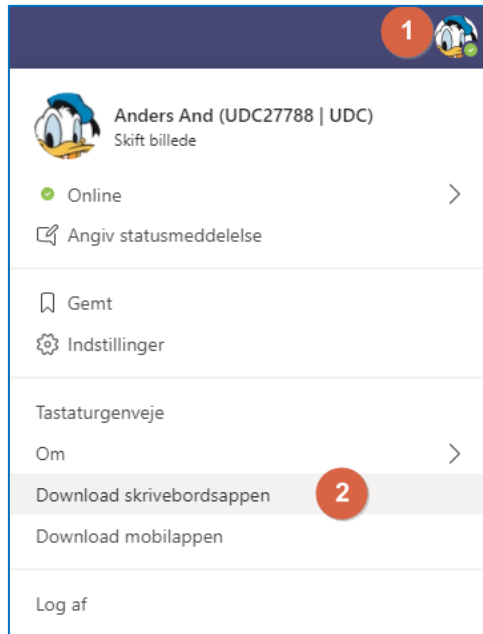 1
Anders And (UDC27788 | UDC)
Skift billede
Online
Angiv statusmeddelelse
Gemt
Indstillinger
Tastaturgenveje
Om
Download skrivebordsappen 2
Download mobilappen
Log af